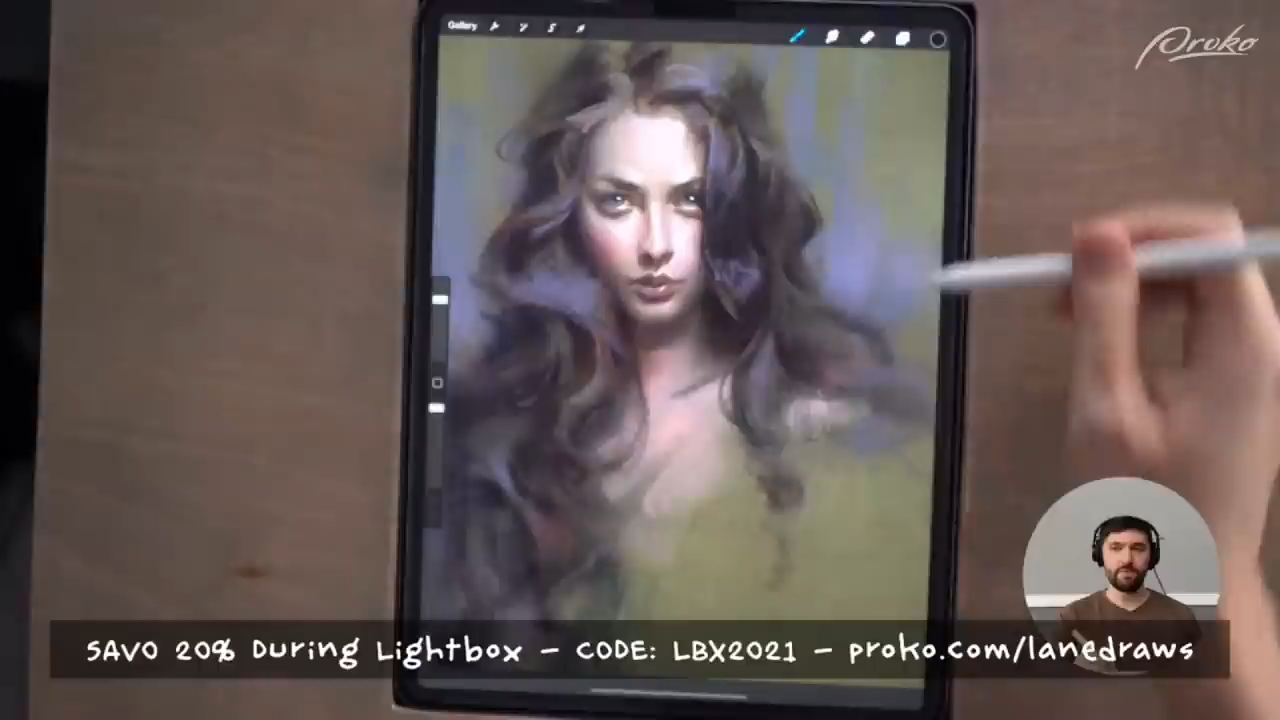 Gallery
Proko
SAVO 20% During Lightbox – CODE: LBX2021 – proko.com/lanedraws